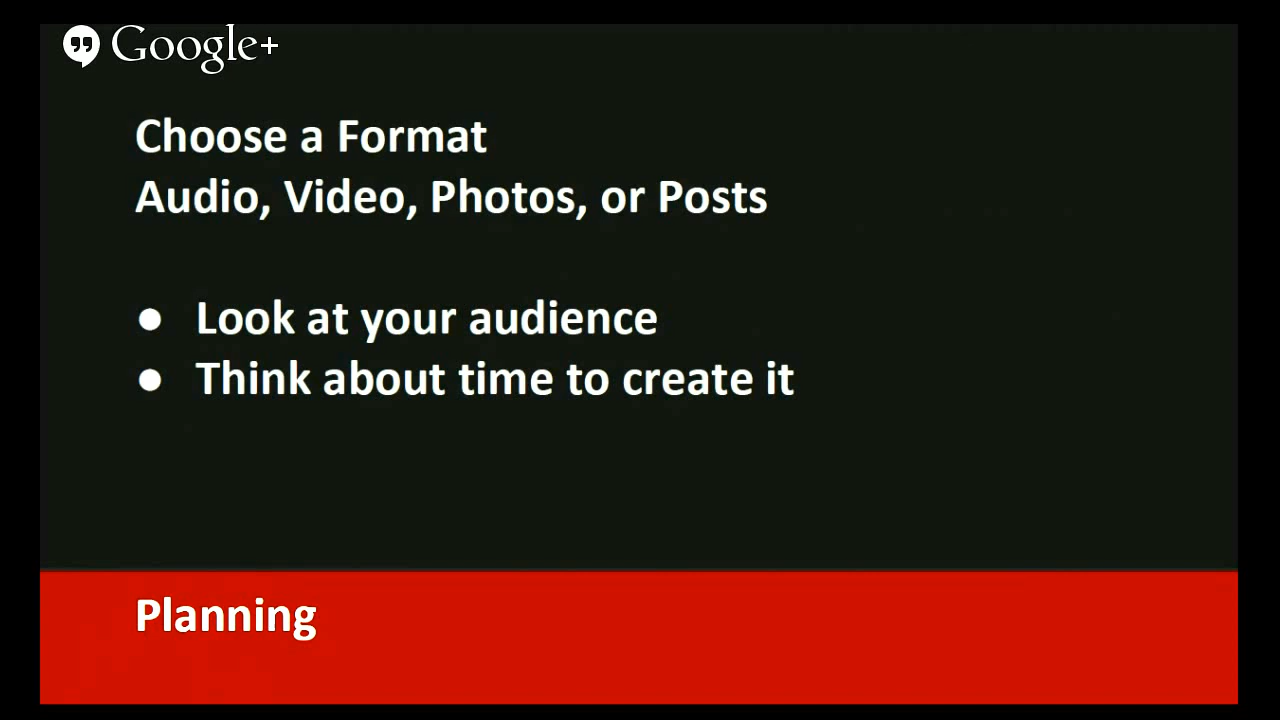 Google+
Choose a Format
Audio, Video, Photos, or Posts
● Look at your audience
● Think about time to create it
Planning